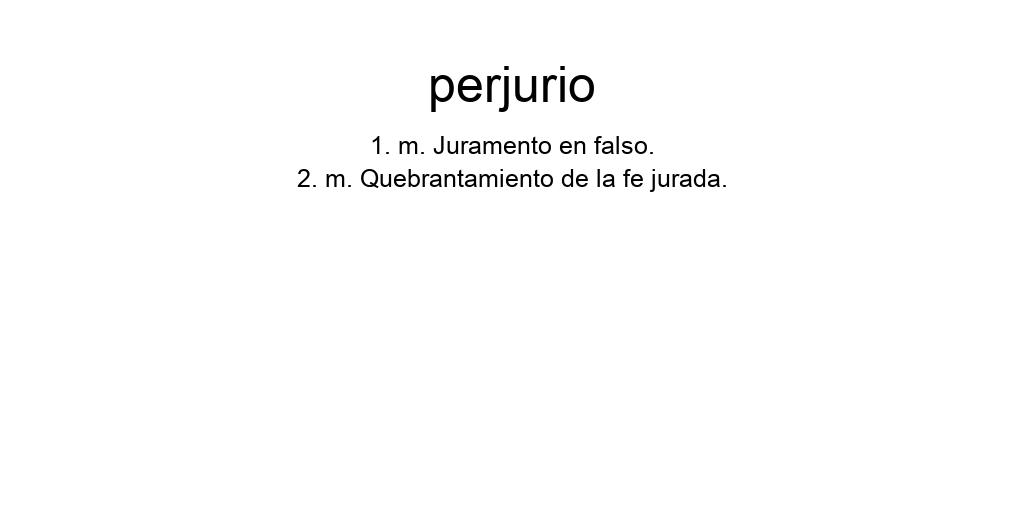 perjurio
1. m. Juramento en falso.
2. m. Quebrantamiento de la fe jurada.